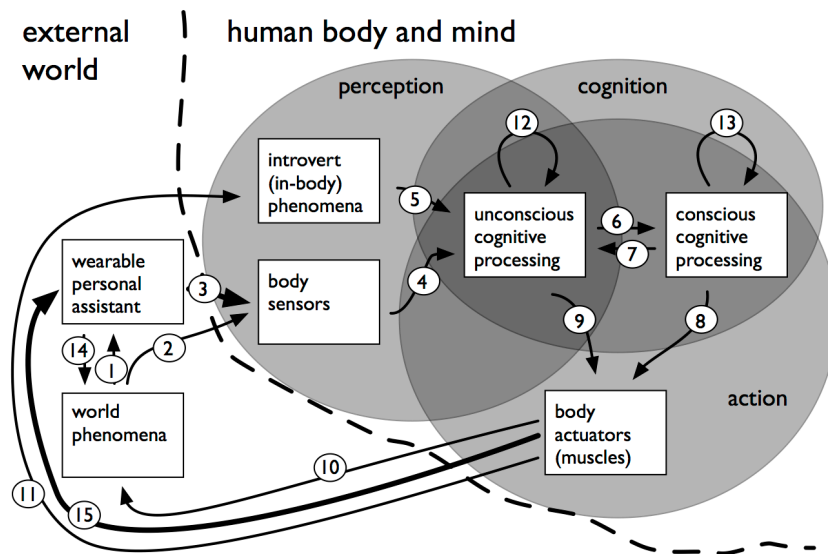 external
world
human body and mind
perception
cognition
12
13
introvert
(in-body)
phenomena
5
unconscious
cognitive
processing
6
7
conscious
cognitive
processing
wearable
personal
assistant
3
body
sensors
4
14
1
2
9
8
world
phenomena
body
actuators
(muscles)
action
10
11
15